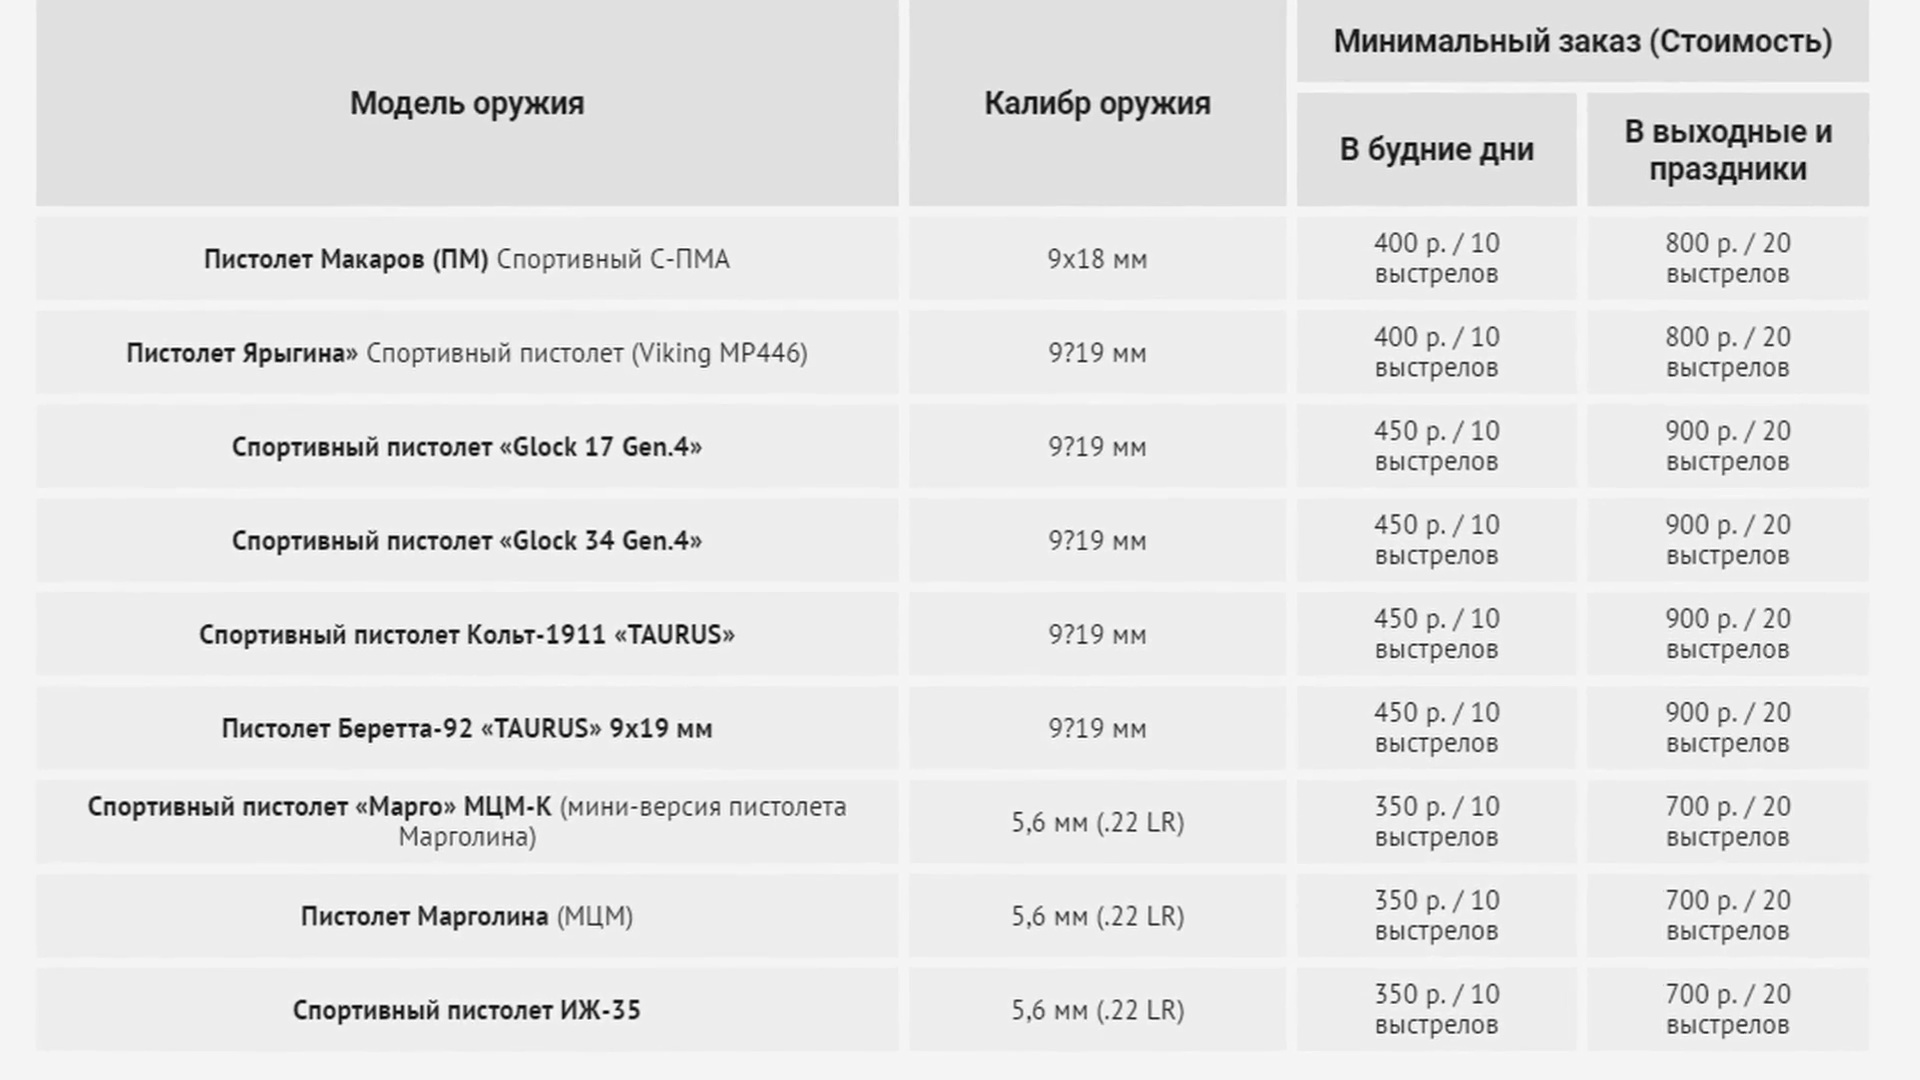 Модель оружия
Калибр оружия
Минимальный заказ (Стоимость)
В будние дни
В выходные и
праздники
Пистолет Макаров (ПМ) Спортивный С-ПМА
9х18 мм
400 р. / 10
выстрелов
800 р. / 20
выстрелов
Пистолет Ярыгина» Спортивный пистолет (Viking MP446)
9?19 мм
400 р. / 10
выстрелов
800 р. / 20
выстрелов
Спортивный пистолет «Glock 17 Gen.4»
9?19 мм
450 р. / 10
выстрелов
900 р. / 20
выстрелов
Спортивный пистолет «Glock 34 Gen.4»
9?19 мм
450 р. / 10
выстрелов
900 р. / 20
выстрелов
Спортивный пистолет Кольт-1911 «TAURUS»
9?19 мм
450 р. / 10
выстрелов
900 р. / 20
выстрелов
Пистолет Беретта-92 «TAURUS» 9х19 мм
9?19 мм
450 р. / 10
выстрелов
900 р. / 20
выстрелов
Спортивный пистолет «Марго» МЦМ-К (мини-версия пистолета
Марголина)
5,6 мм (.22 LR)
350 р. / 10
выстрелов
700 р. / 20
выстрелов
Пистолет Марголина (МЦМ)
5,6 мм (.22 LR)
350 р. / 10
выстрелов
700 р. / 20
выстрелов
Спортивный пистолет ИЖ-35
5,6 мм (.22 LR)
350 р. / 10
выстрелов
700 р. / 20
выстрелов